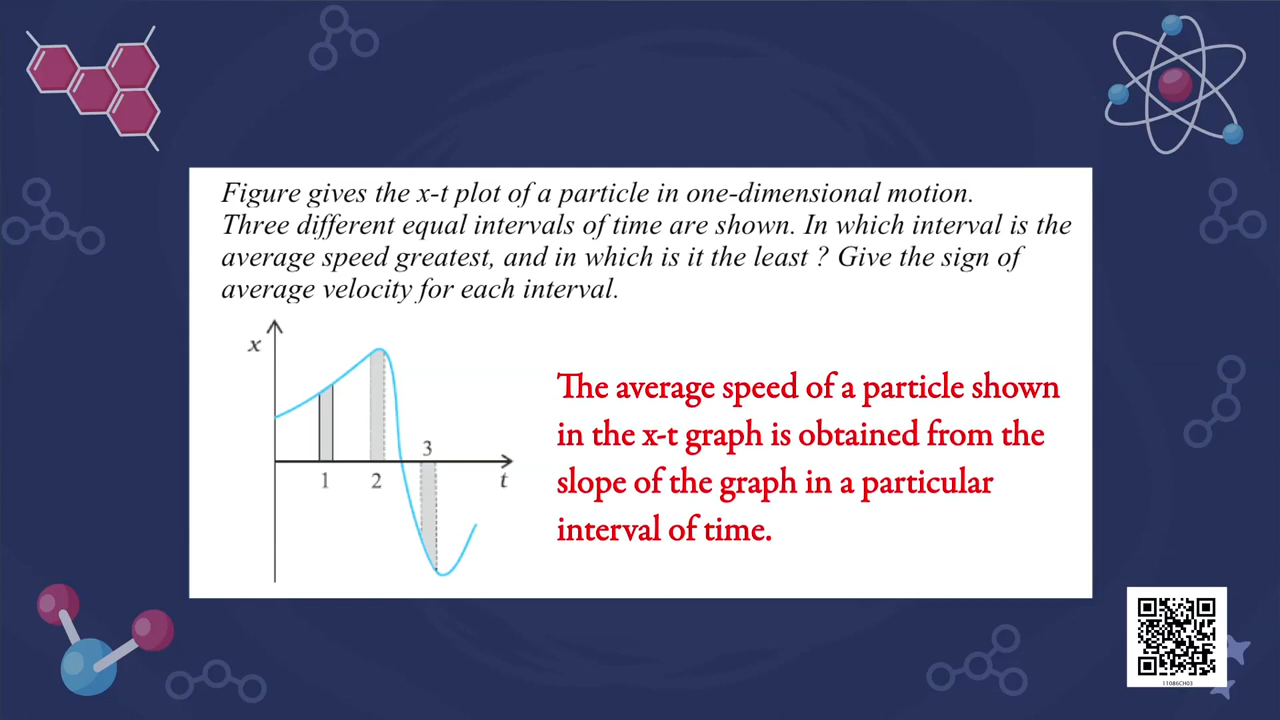 Figure gives the x-t plot of a particle in one-dimensional motion.
Three different equal intervals of time are shown. In which interval is the
average speed greatest, and in which is it the least ? Give the sign of
average velocity for each interval.
x
The average speed of a particle shown
in the x-t graph is obtained from the
slope of the graph in a particular
interval of time.
3
1 2 t
11086CH03